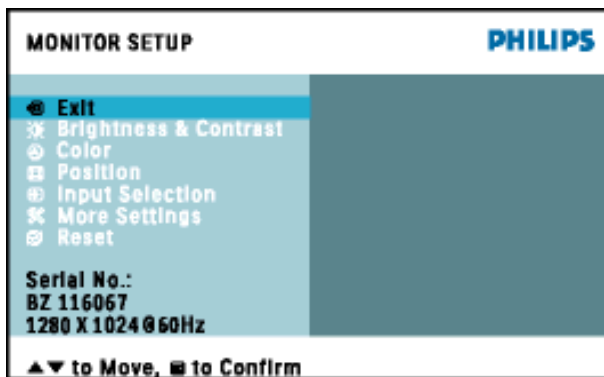 MONITOR SETUP PHILIPS
Exit
Brightness & Contrast
Color
Position
Input Selection
More Settings
Reset
Serial No.:
BZ 116067
1280 X 1024@60Hz
▲▼ to Move, to Confirm